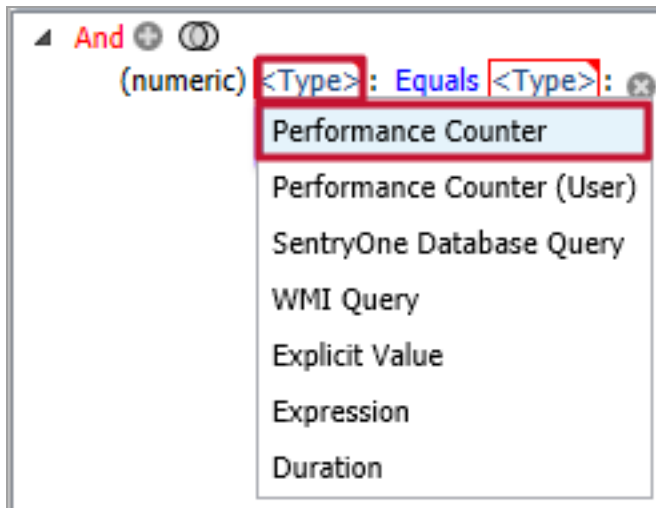 And
(numeric) <Type> : Equals <Type> :
Performance Counter
Performance Counter (User)
SentryOne Database Query
WMI Query
Explicit Value
Expression
Duration